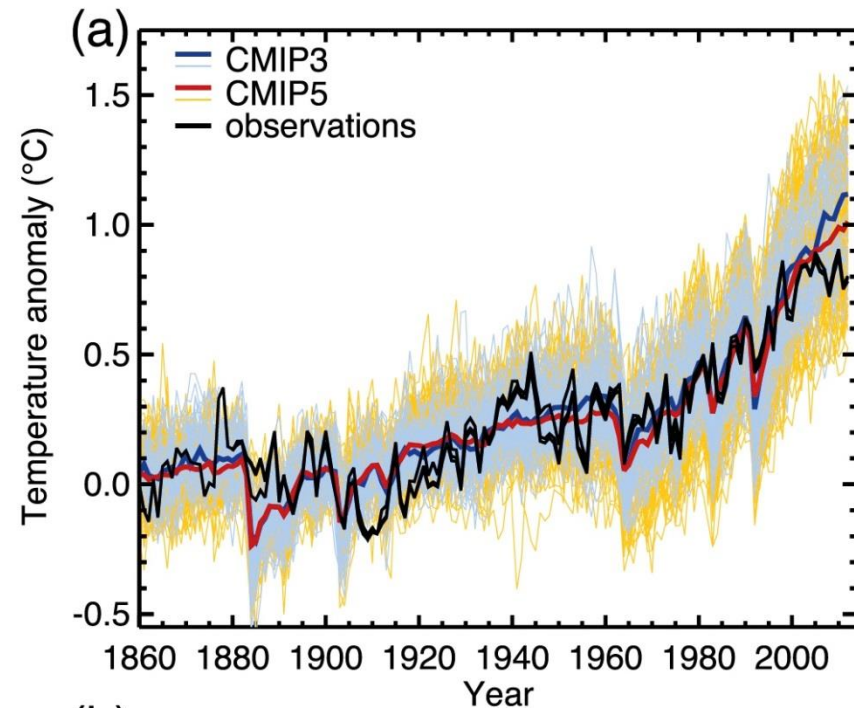 (a)
CMIP3
CMIP5
observations
Temperature anomaly (°C)
1.5
1.0
0.5
0.0
-0.5
1860 1880 1900 1920 1940 1960 1980 2000
Year